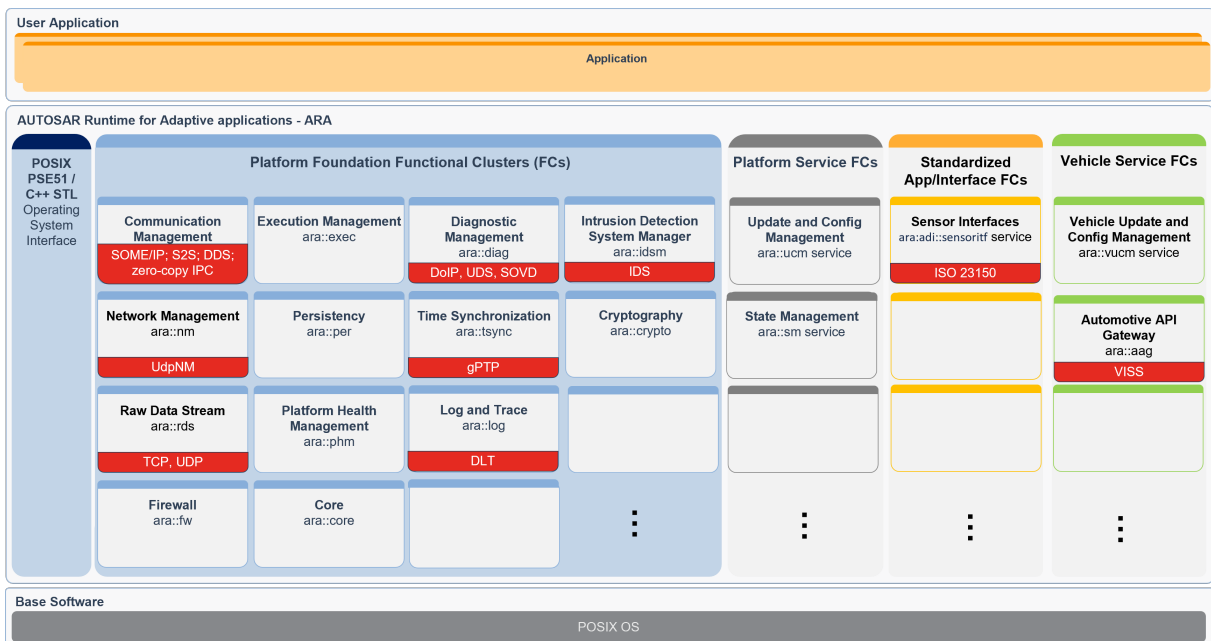 User Application
Application
AUTOSAR Runtime for Adaptive applications - ARA
POSIX
PSE51 /
C++ STL
Operating
System
Interface
Platform Foundation Functional Clusters (FCs)
Communication
Management
SOME/IP; S2S; DDS;
zero-copy IPC
Execution Management
ara::exec
Diagnostic
Management
ara::diag
DoIP, UDS, SOVD
Intrusion Detection
System Manager
ara::idsm
IDS
Network Management
ara::nm
UdpNM
Persistency
ara::per
Time Synchronization
ara::tsync
gPTP
Cryptography
ara::crypto
Raw Data Stream
ara::rds
TCP, UDP
Platform Health
Management
ara::phm
Log and Trace
ara::log
DLT
Firewall
ara::fw
Core
ara::core
Platform Service FCs
Update and Config
Management
ara::ucm service
State Management
ara::sm service
Standardized
App/Interface FCs
Sensor Interfaces
ara:adi::sensoritf service
ISO 23150
Vehicle Service FCs
Vehicle Update and
Config Management
ara::vucm service
Automotive API
Gateway
ara::aag
VISS
Base Software
POSIX OS